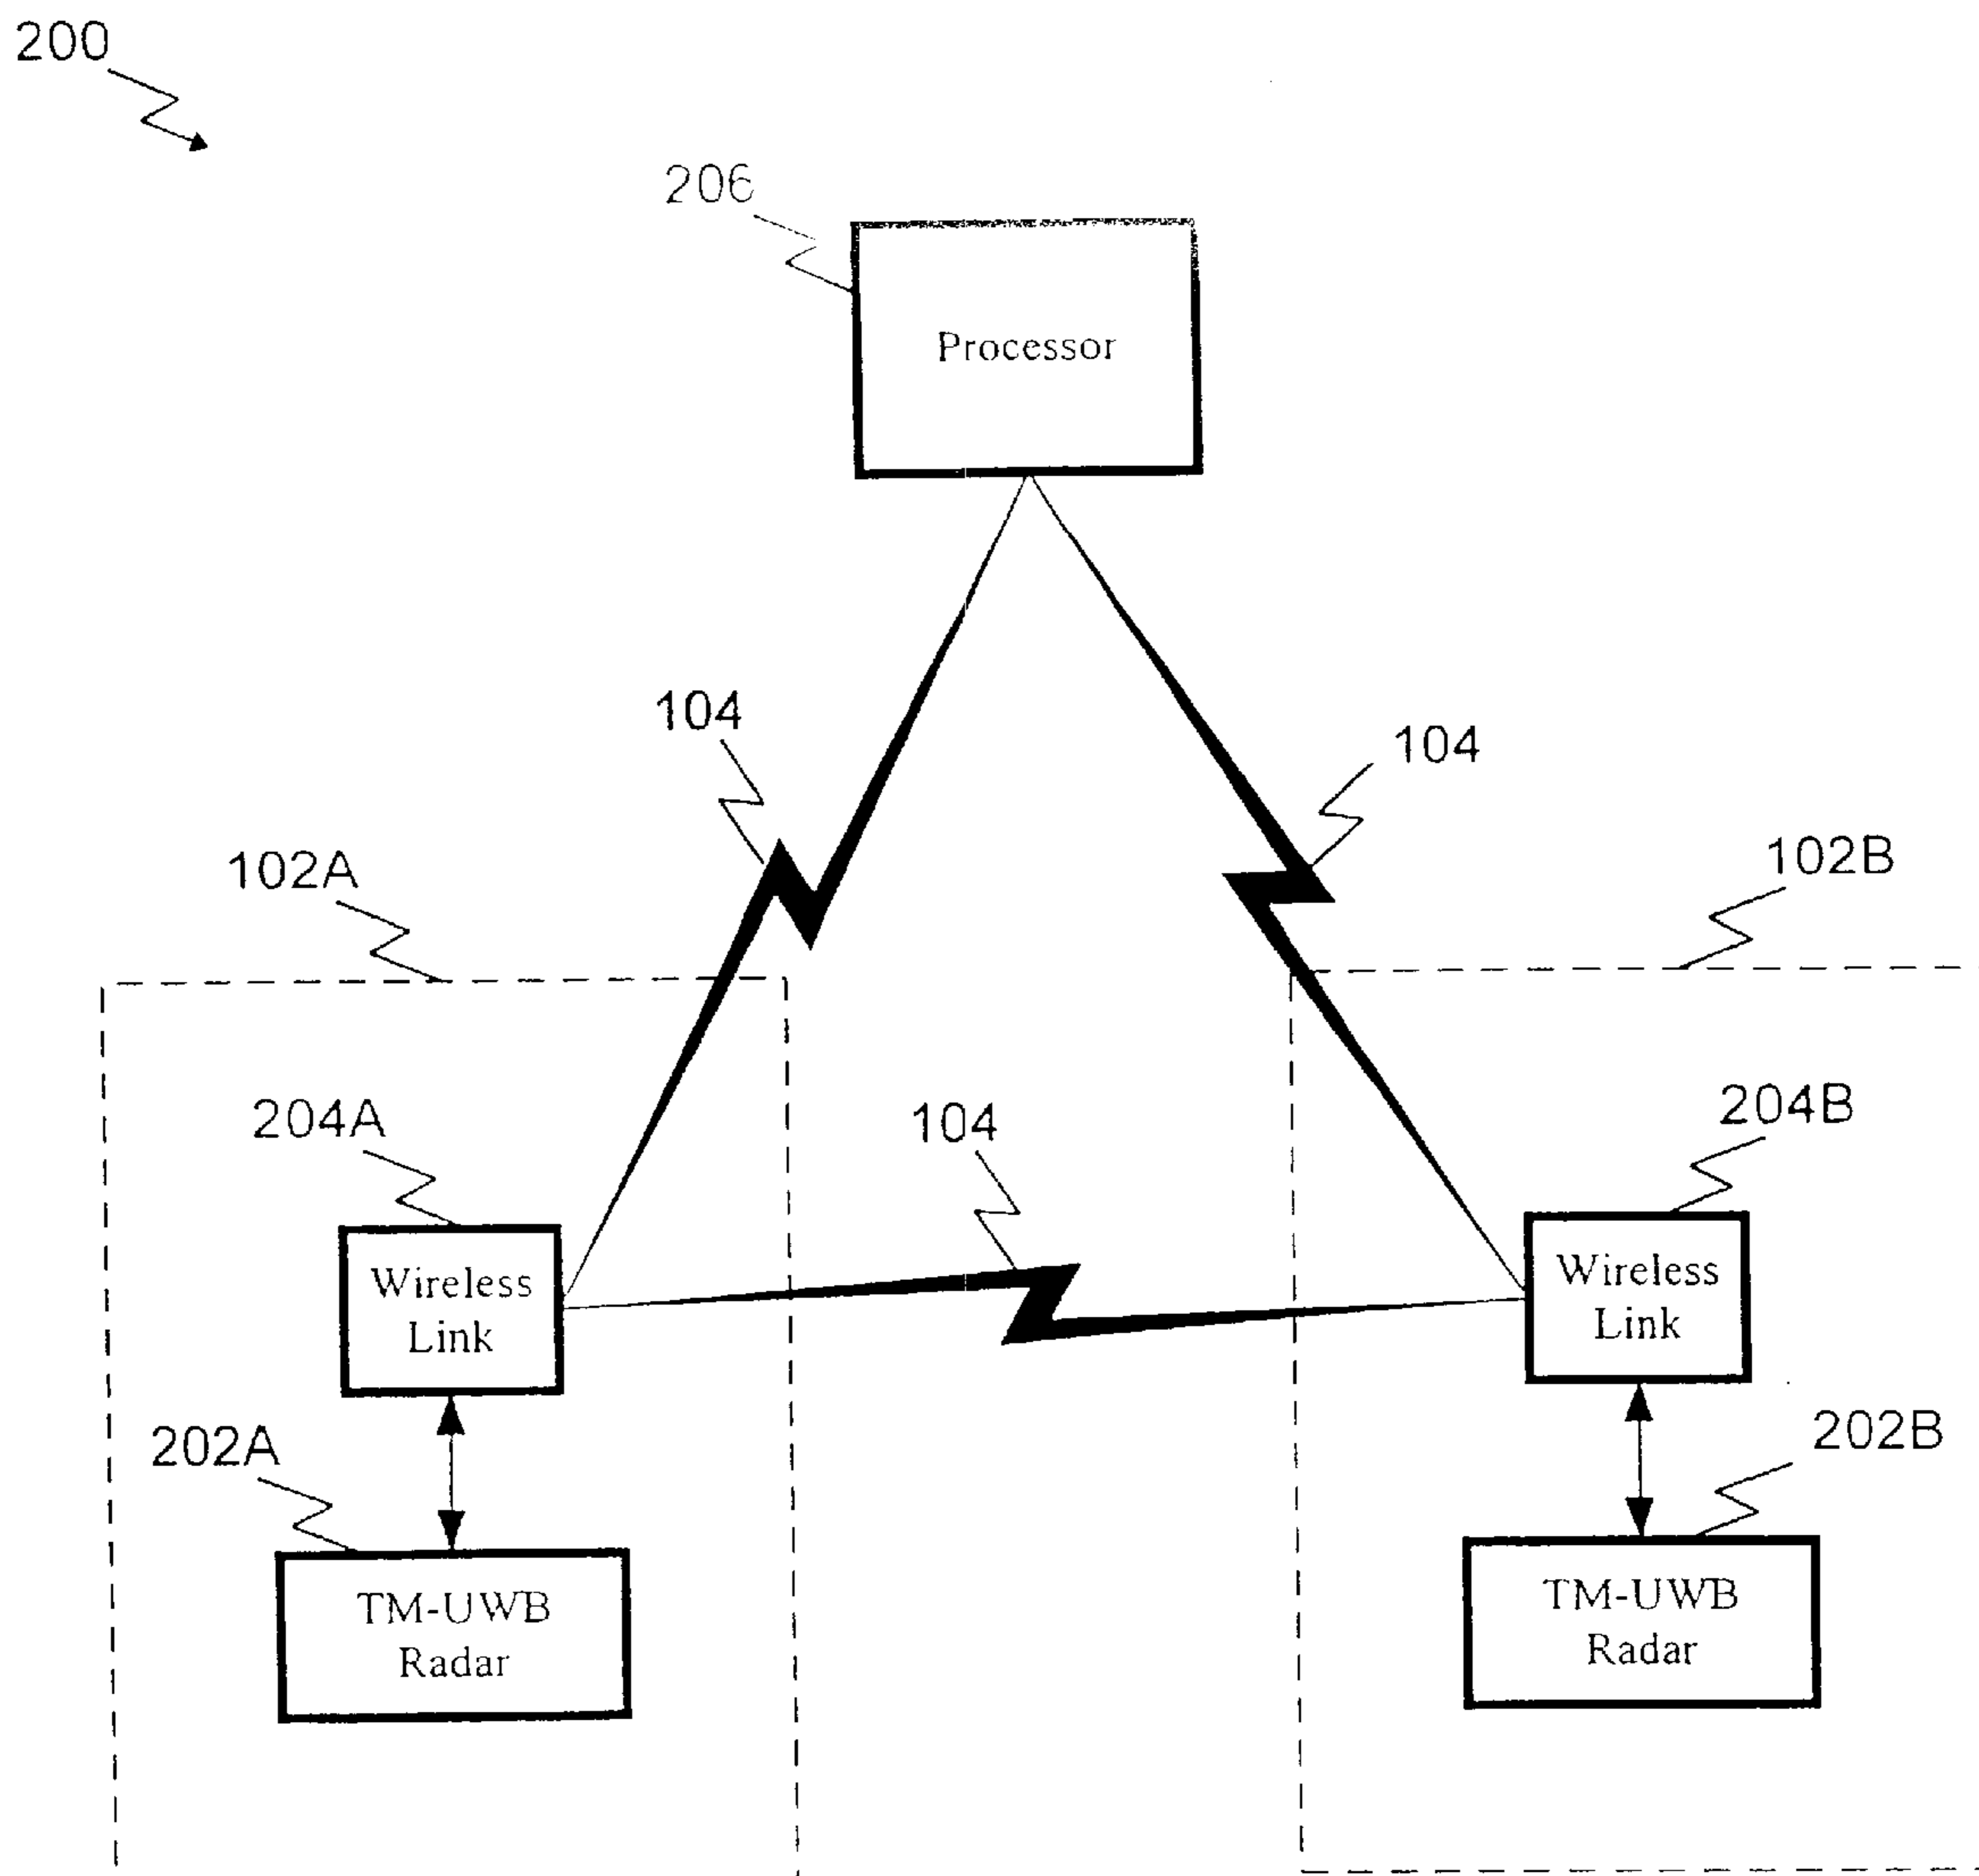 200
206
Processor
104
104
102A
102B
204A
104
204B
Wireless
Link
Wireless
Link
202A
202B
TM-UWB
Radar
TM-UWB
Radar